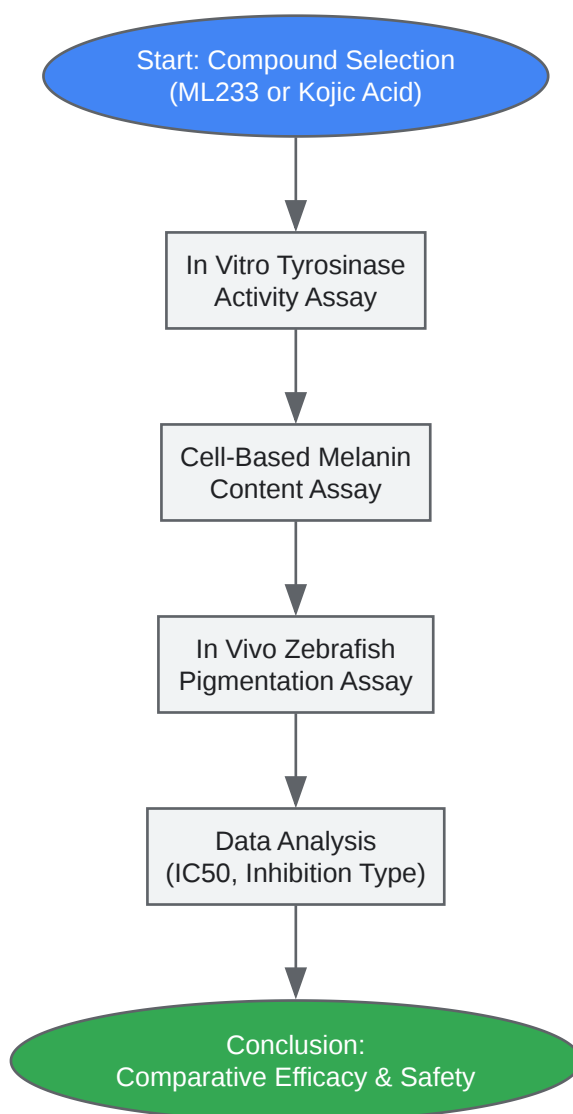 Start: Compound Selection
(ML233 or Kojic Acid)
In Vitro Tyrosinase
Activity Assay
Cell-Based Melanin
Content Assay
In Vivo Zebrafish
Pigmentation Assay
Data Analysis
(IC50, Inhibition Type)
Conclusion:
Comparative Efficacy & Safety